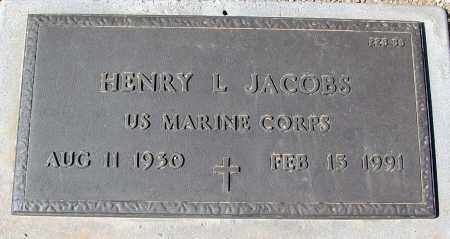 HENRY L JACOBS
US MARINE CORPS
AUG 11 1930 FEB 15 1991